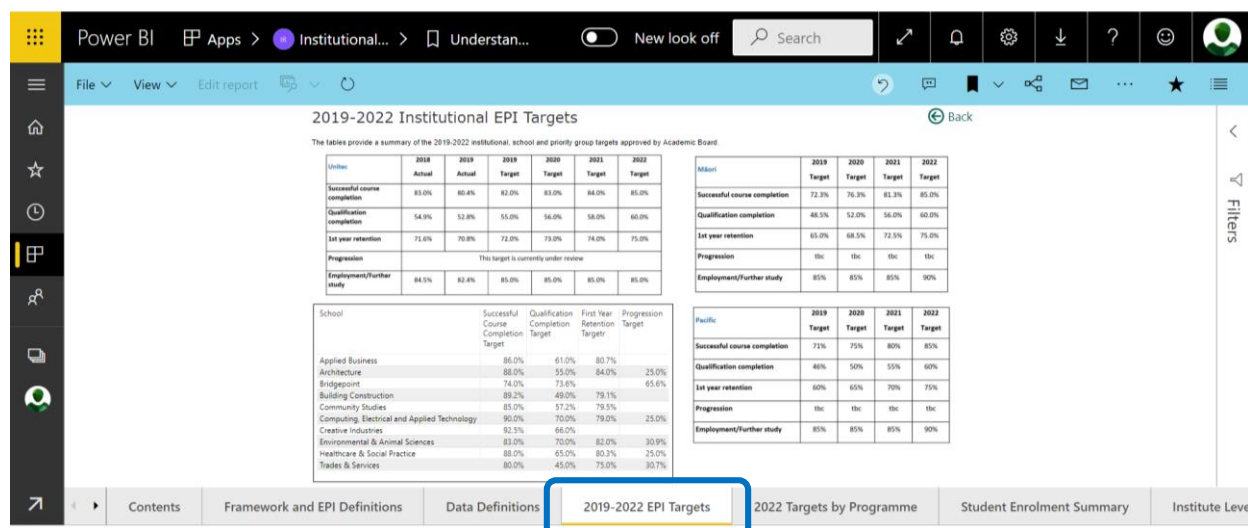 Power BI Apps > IR Institutional... > Understan... New look off Search
File View Edit report
2019-2022 Institutional EPI Targets Back
The tables provide a summary of the 2019-2022 institutional, school and priority group targets approved by Academic Board.
Unitec 2018 Actual 2019 Actual 2019 Target 2020 Target 2021 Target 2022 Target
Successful course completion 83.0% 80.4% 82.0% 83.0% 84.0% 85.0%
Qualification completion 54.9% 52.8% 55.0% 56.0% 58.0% 60.0%
1st year retention 71.6% 70.8% 72.0% 73.0% 74.0% 75.0%
Progression This target is currently under review
Employment/Further study 84.5% 82.4% 85.0% 85.0% 85.0% 85.0%
Māori 2019 Target 2020 Target 2021 Target 2022 Target
Successful course completion 72.3% 76.3% 81.3% 85.0%
Qualification completion 48.5% 52.0% 56.0% 60.0%
1st year retention 65.0% 68.5% 72.5% 75.0%
Progression tbc tbc tbc tbc
Employment/Further study 85% 85% 85% 90%
School Successful Course Completion Target Qualification Completion Target First Year Retention Targetr Progression Target
Applied Business 86.0% 61.0% 80.7%
Architecture 88.0% 55.0% 84.0% 25.0%
Bridgepoint 74.0% 73.6% 65.6%
Building Construction 89.2% 49.0% 79.1%
Community Studies 85.0% 57.2% 79.5%
Computing, Electrical and Applied Technology 90.0% 70.0% 79.0% 25.0%
Creative Industries 92.5% 66.0%
Environmental & Animal Sciences 83.0% 70.0% 82.0% 30.9%
Healthcare & Social Practice 88.0% 65.0% 80.3% 25.0%
Trades & Services 80.0% 45.0% 75.0% 30.7%
Pacific 2019 Target 2020 Target 2021 Target 2022 Target
Successful course completion 71% 75% 80% 85%
Qualification completion 46% 50% 55% 60%
1st year retention 60% 65% 70% 75%
Progression tbc tbc tbc tbc
Employment/Further study 85% 85% 85% 90%
Filters
Contents Framework and EPI Definitions Data Definitions 2019-2022 EPI Targets 2022 Targets by Programme Student Enrolment Summary Institute Leve